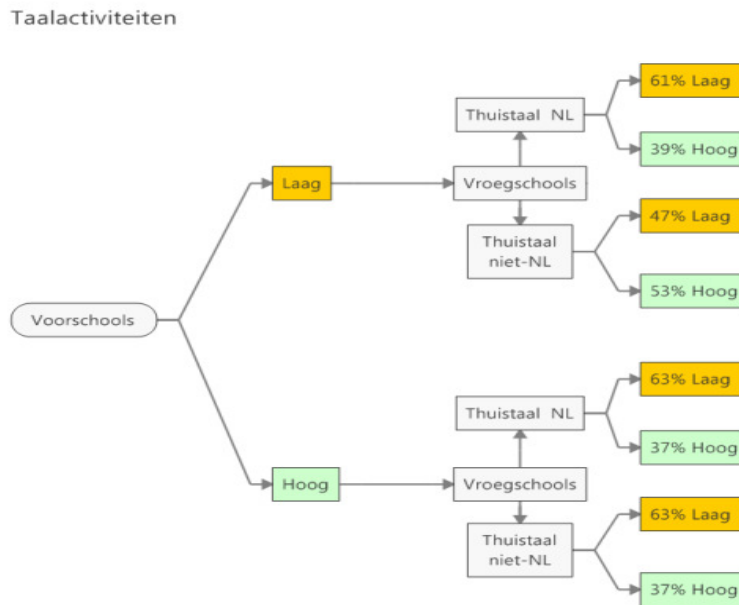 Taalactiviteiten
61% Laag
Thuistaal NL
39% Hoog
Laag
Vroegschools
47% Laag
Thuistaal
niet-NL
53% Hoog
Voorschools
63% Laag
Thuistaal NL
37% Hoog
Hoog
Vroegschools
63% Laag
Thuistaal
niet-NL
37% Hoog